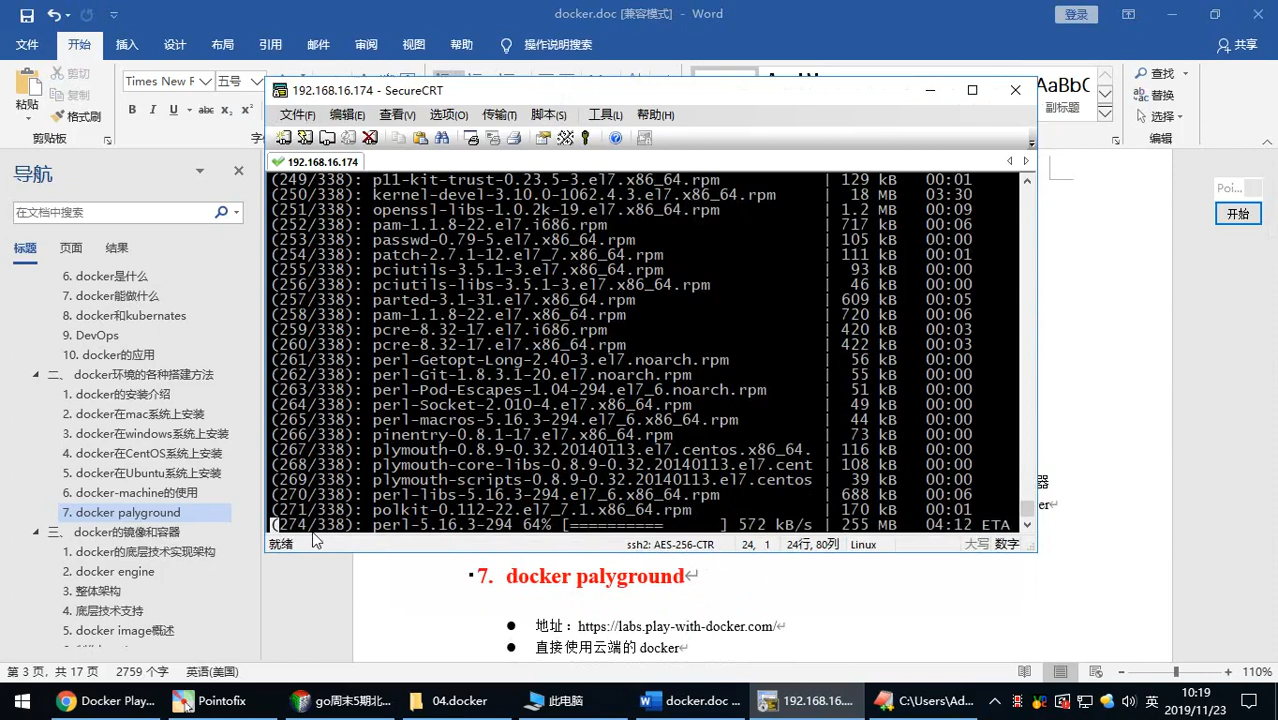 docker.doc [兼容模式] - Word
登录
文件 开始 插入 设计 布局 引用 邮件 审阅 视图 帮助 操作说明搜索 共享
粘贴
剪切
复制
格式刷
剪贴板
Times New F 五号
AaBbC
副标题
查找
替换
选择
编辑
导航
在文档中搜索
标题 页面 结果
6. docker是什么
7. docker能做什么
8. docker和kubernates
9. DevOps
10. docker的应用
二、 docker环境的各种搭建方法
1. docker的安装介绍
2. docker在mac系统上安装
3. docker在windows系统上安装
4. docker在CentOS系统上安装
5. docker在Ubuntu系统上安装
6. docker-machine的使用
7. docker palyground
三、 docker的镜像和容器
1. docker的底层技术实现架构
2. docker engine
3. 整体架构
4. 底层技术支持
5. docker image概述
192.168.16.174 - SecureCRT
文件(F) 编辑(E) 查看(V) 选项(O) 传输(T) 脚本(S) 工具(L) 帮助(H)
192.168.16.174
(249/338): p11-kit-trust-0.23.5-3.el7.x86_64.rpm | 129 kB 00:01
(250/338): kernel-devel-3.10.0-1062.4.3.el7.x86_64.rpm | 18 MB 03:30
(251/338): openssl-libs-1.0.2k-19.el7.x86_64.rpm | 1.2 MB 00:09
(252/338): pam-1.1.8-22.el7.i686.rpm | 717 kB 00:06
(253/338): passwd-0.79-5.el7.x86_64.rpm | 105 kB 00:00
(254/338): patch-2.7.1-12.el7_7.x86_64.rpm | 111 kB 00:01
(255/338): pciutils-3.5.1-3.el7.x86_64.rpm | 93 kB 00:00
(256/338): pciutils-libs-3.5.1-3.el7.x86_64.rpm | 46 kB 00:00
(257/338): parted-3.1-31.el7.x86_64.rpm | 609 kB 00:05
(258/338): pam-1.1.8-22.el7.x86_64.rpm | 720 kB 00:06
(259/338): pcre-8.32-17.el7.i686.rpm | 420 kB 00:03
(260/338): pcre-8.32-17.el7.x86_64.rpm | 422 kB 00:03
(261/338): perl-Getopt-Long-2.40-3.el7.noarch.rpm | 56 kB 00:00
(262/338): perl-Git-1.8.3.1-20.el7.noarch.rpm | 55 kB 00:00
(263/338): perl-Pod-Escapes-1.04-294.el7_6.noarch.rpm | 51 kB 00:00
(264/338): perl-Socket-2.010-4.el7.x86_64.rpm | 49 kB 00:00
(265/338): perl-macros-5.16.3-294.el7_6.x86_64.rpm | 44 kB 00:00
(266/338): pinentry-0.8.1-17.el7.x86_64.rpm | 73 kB 00:00
(267/338): plymouth-0.8.9-0.32.20140113.el7.centos.x86_64. | 116 kB 00:00
(268/338): plymouth-core-libs-0.8.9-0.32.20140113.el7.cent | 108 kB 00:00
(269/338): plymouth-scripts-0.8.9-0.32.20140113.el7.centos | 39 kB 00:00
(270/338): perl-libs-5.16.3-294.el7_6.x86_64.rpm | 688 kB 00:06
(271/338): polkit-0.112-22.el7_7.1.x86_64.rpm | 170 kB 00:01
(274/338): perl-5.16.3-294 64% [========== ] 572 kB/s | 255 MB 04:12 ETA
就绪 ssh2: AES-256-CTR 24, 1 24行, 80列 Linux 大写 数字
开始
器
er
7. docker palyground
● 地址：https://labs.play-with-docker.com/
● 直接使用云端的 docker
第 3 页, 共 17 页 2759 个字 英语(美国) 110%
Docker Play... Pointofix go周末5期北... 04.docker 此电脑 docker.doc ... 192.168.16.... C:\Users\Ad... 英
10:19
2019/11/23